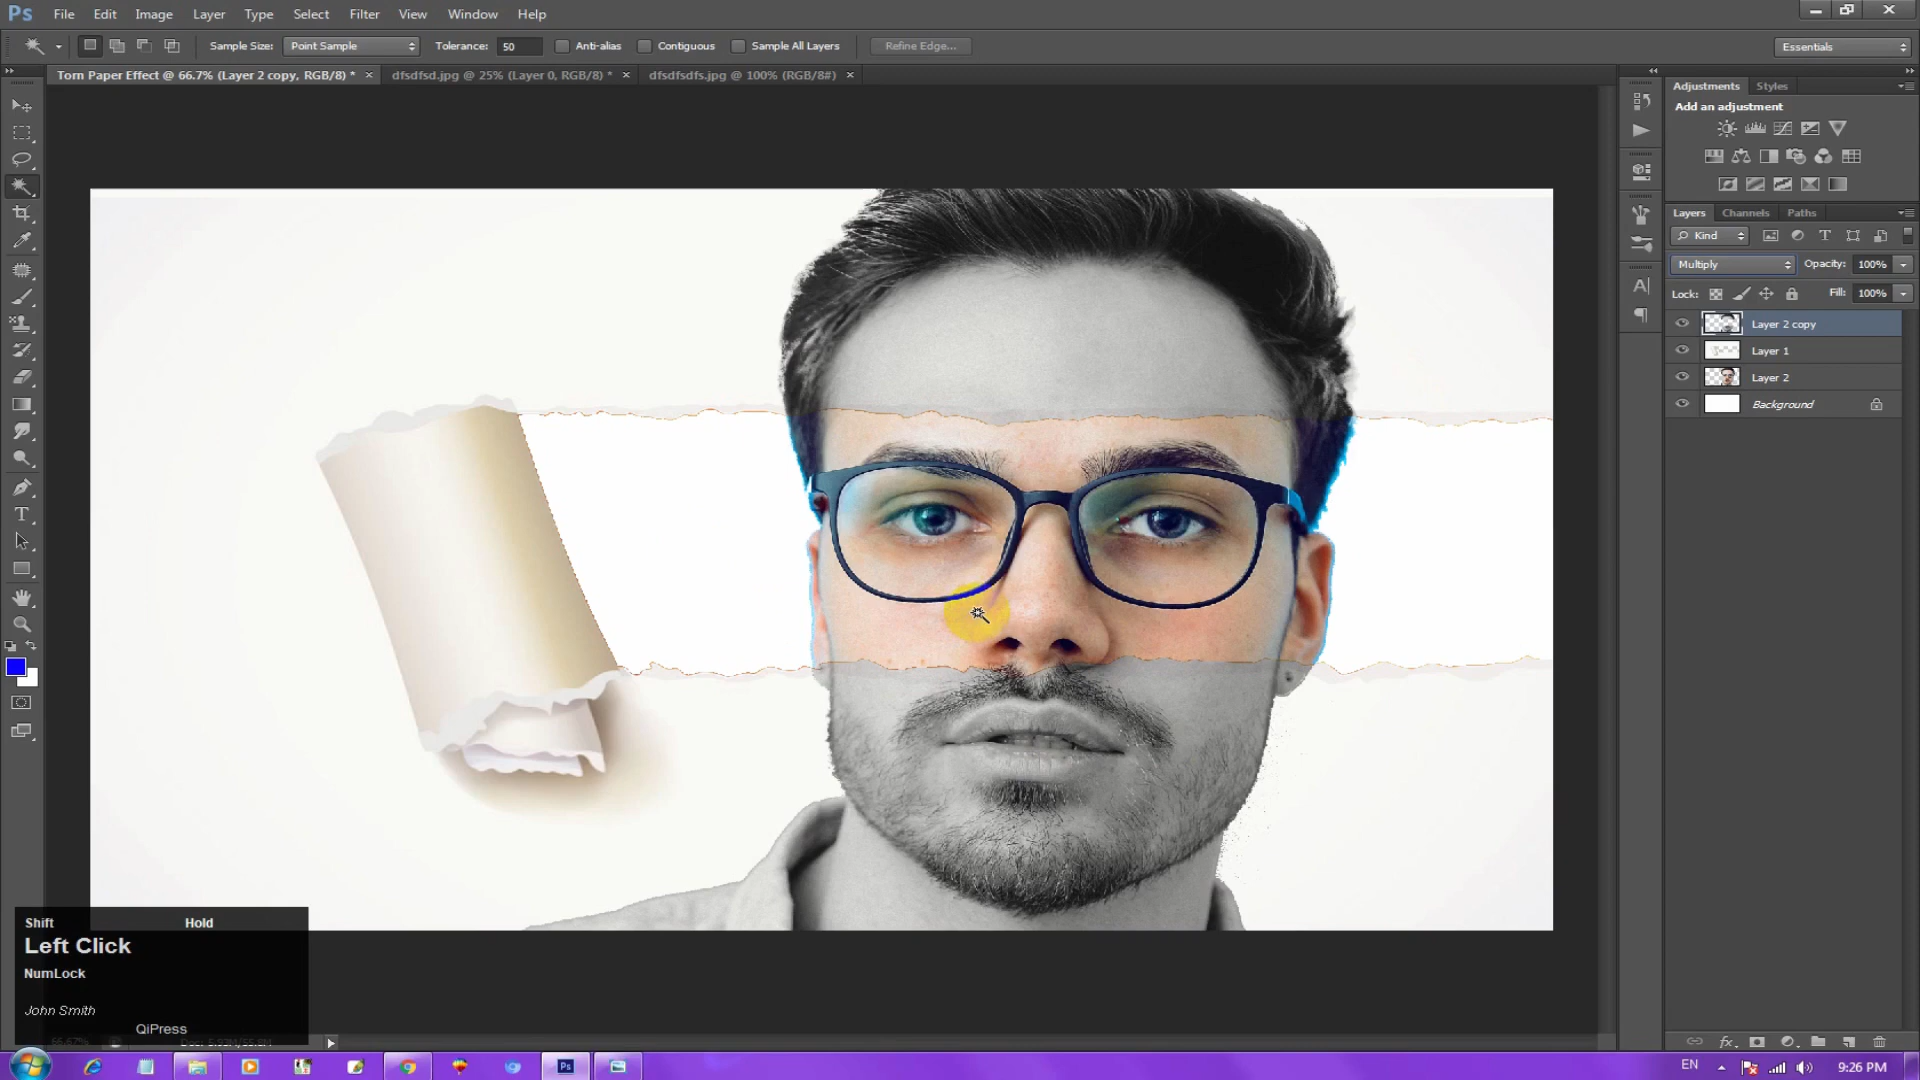 Ps File Edit Image Layer Type Select Filter View Window Help
Sample Size: Point Sample Tolerance: 50 Anti-alias Contiguous Sample All Layers Refine Edge... Essentials
Torn Paper Effect @ 66.7% (Layer 2 copy, RGB/8) * × dfsdfsd.jpg @ 25% (Layer 0, RGB/8) * × dfsdfsdfs.jpg @ 100% (RGB/8#) ×
Adjustments Styles
Add an adjustment
Layers Channels Paths
Kind
Multiply Opacity: 100%
Lock: Fill: 100%
Layer 2 copy
Layer 1
Layer 2
Background
Shift Hold
Left Click
NumLock
John Smith
QiPress
EN 9:26 PM